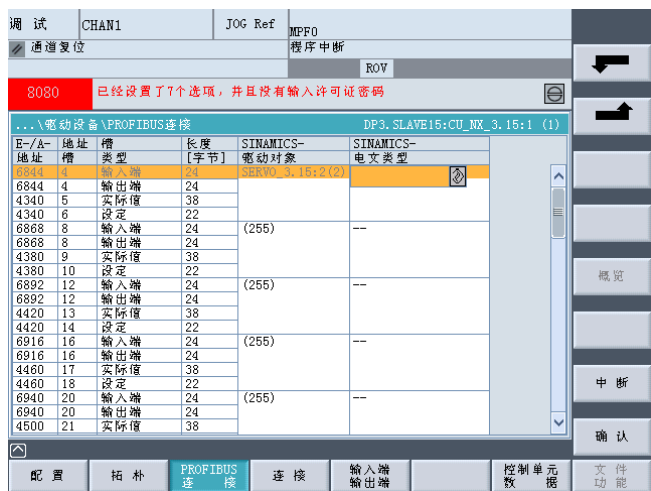 调 试 CHAN1 JOG Ref MPF0
通道复位 程序中断
ROV
8080 已经设置了7个选项，并且没有输入许可证密码
...\驱动设备\PROFIBUS连接 DP3.SLAVE15:CU_NX_3.15:1 (1)
E-/A- 地址 槽 长度 SINAMICS- SINAMICS-
地址 槽 类型 [字节] 驱动对象 电文类型
6844 4 输入端 24 SERVO_3.15:2(2)
6844 4 输出端 24
4340 5 实际值 38
4340 6 设定 22
6868 8 输入端 24 (255) --
6868 8 输出端 24
4380 9 实际值 38
4380 10 设定 22
6892 12 输入端 24 (255) --
6892 12 输出端 24
4420 13 实际值 38
4420 14 设定 22
6916 16 输入端 24 (255) --
6916 16 输出端 24
4460 17 实际值 38
4460 18 设定 22
6940 20 输入端 24 (255) --
6940 20 输出端 24
4500 21 实际值 38
概览
中 断
确 认
配 置 拓 扑 PROFIBUS 连 接 输入端 控制单元 文 件
连 接 输出端 数 据 功 能